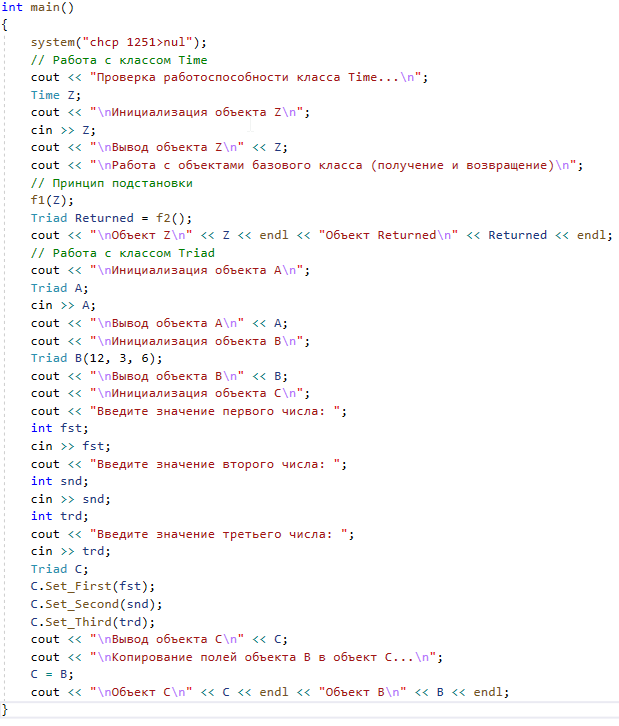 int main()
{
system("chcp 1251>nul");
// Работа с классом Time
cout << "Проверка работоспособности класса Time...\n";
Time Z;
cout << "\nИнициализация объекта Z\n";
cin >> Z;
cout << "\nВывод объекта Z\n" << Z;
cout << "\nРабота с объектами базового класса (получение и возвращение)\n";
// Принцип подстановки
f1(Z);
Triad Returned = f2();
cout << "\nОбъект Z\n" << Z << endl << "Объект Returned\n" << Returned << endl;
// Работа с классом Triad
cout << "\nИнициализация объекта A\n";
Triad A;
cin >> A;
cout << "\nВывод объекта A\n" << A;
cout << "\nИнициализация объекта B\n";
Triad B(12, 3, 6);
cout << "\nВывод объекта B\n" << B;
cout << "\nИнициализация объекта C\n";
cout << "Введите значение первого числа: ";
int fst;
cin >> fst;
cout << "Введите значение второго числа: ";
int snd;
cin >> snd;
int trd;
cout << "Введите значение третьего числа: ";
cin >> trd;
Triad C;
C.Set_First(fst);
C.Set_Second(snd);
C.Set_Third(trd);
cout << "\nВывод объекта C\n" << C;
cout << "\nКопирование полей объекта B в объект C...\n";
C = B;
cout << "\nОбъект C\n" << C << endl << "Объект B\n" << B << endl;
}